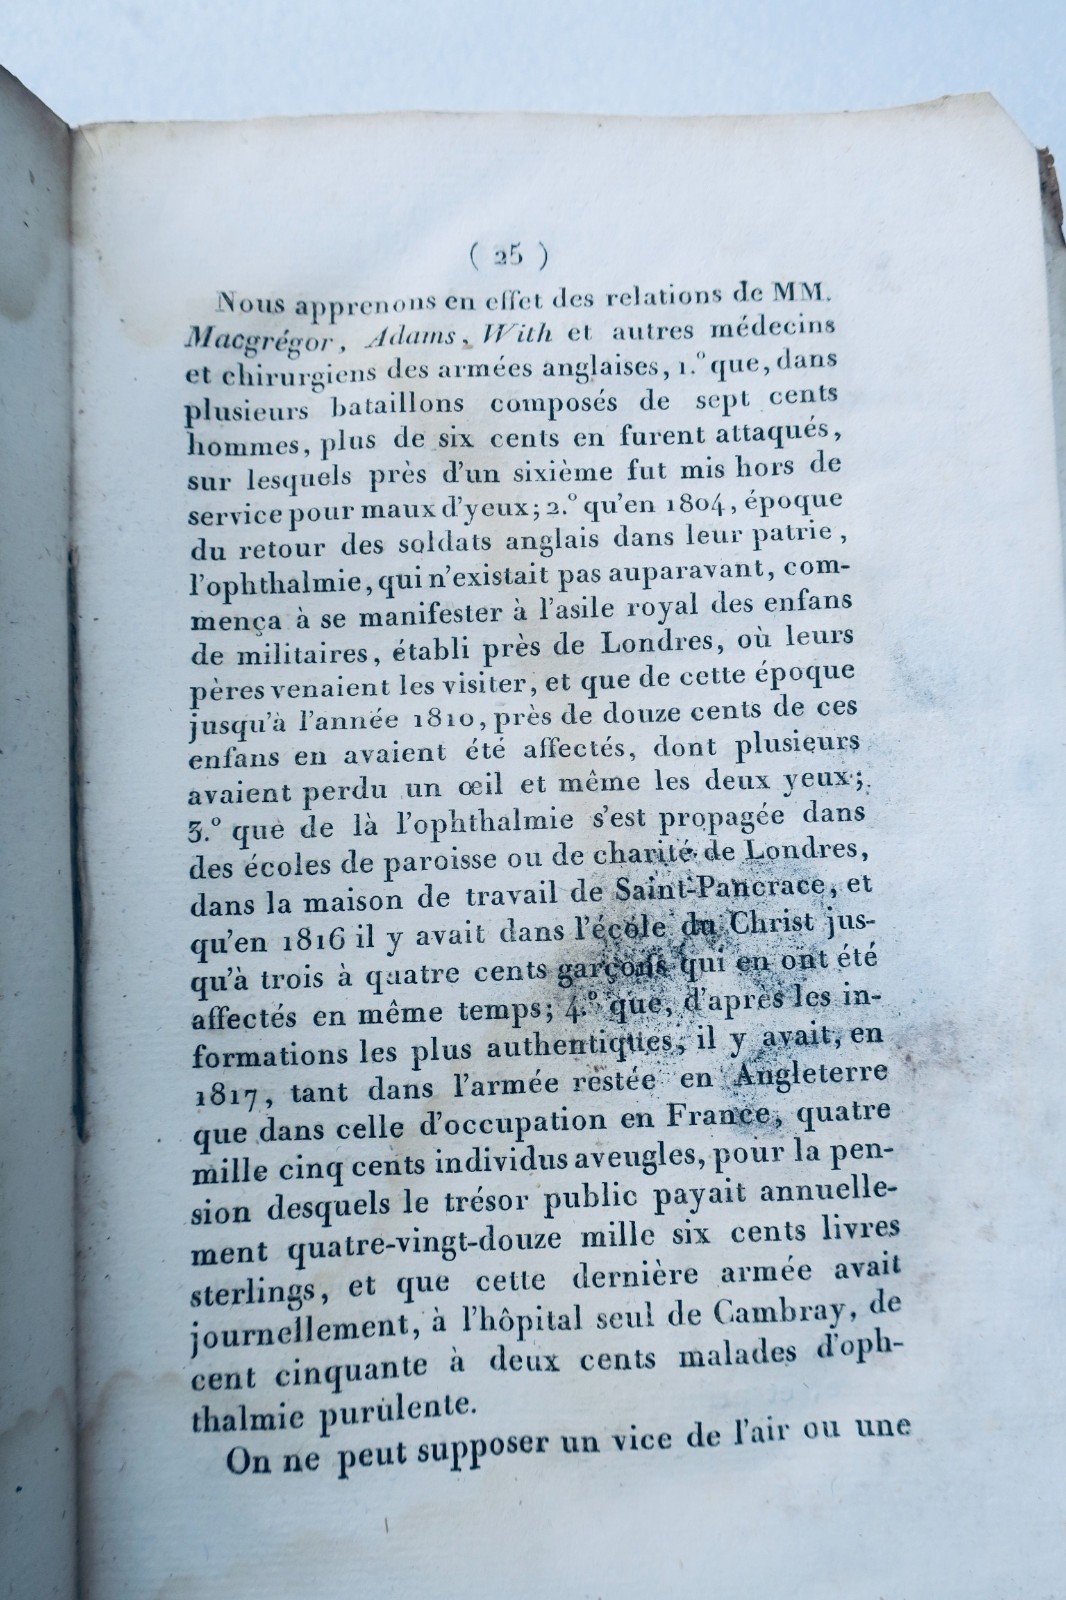 ( 25 )
Nous apprenons en effet des relations de MM.
Macgrégor, Adams, With et autres médecins
et chirurgiens des armées anglaises, 1.° que, dans
plusieurs bataillons composés de sept cents
hommes, plus de six cents en furent attaqués,
sur lesquels près d'un sixième fut mis hors de
service pour maux d'yeux; 2.° qu'en 1804, époque
du retour des soldats anglais dans leur patrie,
l'ophthalmie, qui n'existait pas auparavant, com-
mença à se manifester à l'asile royal des enfans
de militaires, établi près de Londres, où leurs
pères venaient les visiter, et que de cette époque
jusqu'à l'année 1810, près de douze cents de ces
enfans en avaient été affectés, dont plusieurs
avaient perdu un œil et même les deux yeux;
3.° que de là l'ophthalmie s'est propagée dans
des écoles de paroisse ou de charité de Londres,
dans la maison de travail de Saint-Pancrace, et
qu'en 1816 il y avait dans l'école du Christ jus-
qu'à trois à quatre cents garçons qui en ont été
affectés en même temps; 4.° que, d'après les in-
formations les plus authentiques, il y avait, en
1817, tant dans l'armée restée en Angleterre
que dans celle d'occupation en France, quatre
mille cinq cents individus aveugles, pour la pen-
sion desquels le trésor public payait annuelle-
ment quatre-vingt-douze mille six cents livres
sterlings, et que cette dernière armée avait
journellement, à l'hôpital seul de Cambray, de
cent cinquante à deux cents malades d'oph-
thalmie purulente.
On ne peut supposer un vice de l'air ou une